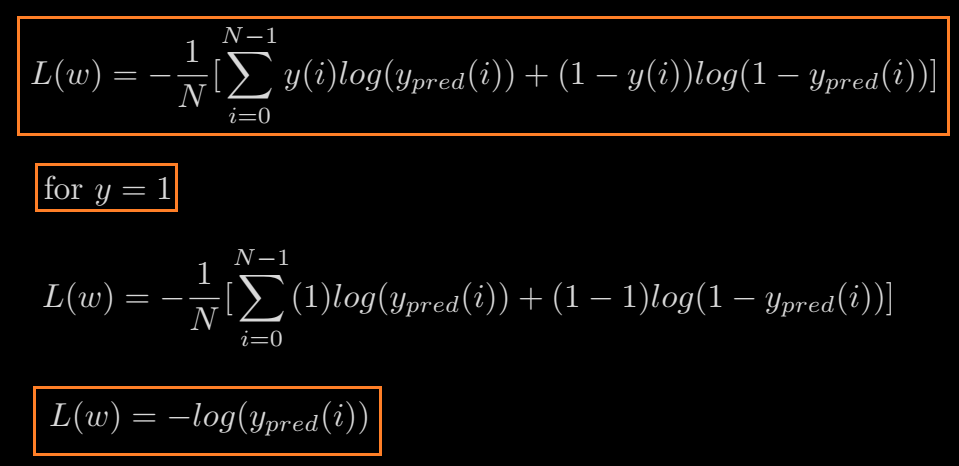 L(w) = -\frac{1}{N}[\sum_{i=0}^{N-1} y(i)log(y_{pred}(i)) + (1 - y(i))log(1 - y_{pred}(i))]
for y = 1
L(w) = -\frac{1}{N}[\sum_{i=0}^{N-1} (1)log(y_{pred}(i)) + (1 - 1)log(1 - y_{pred}(i))]
L(w) = -log(y_{pred}(i))